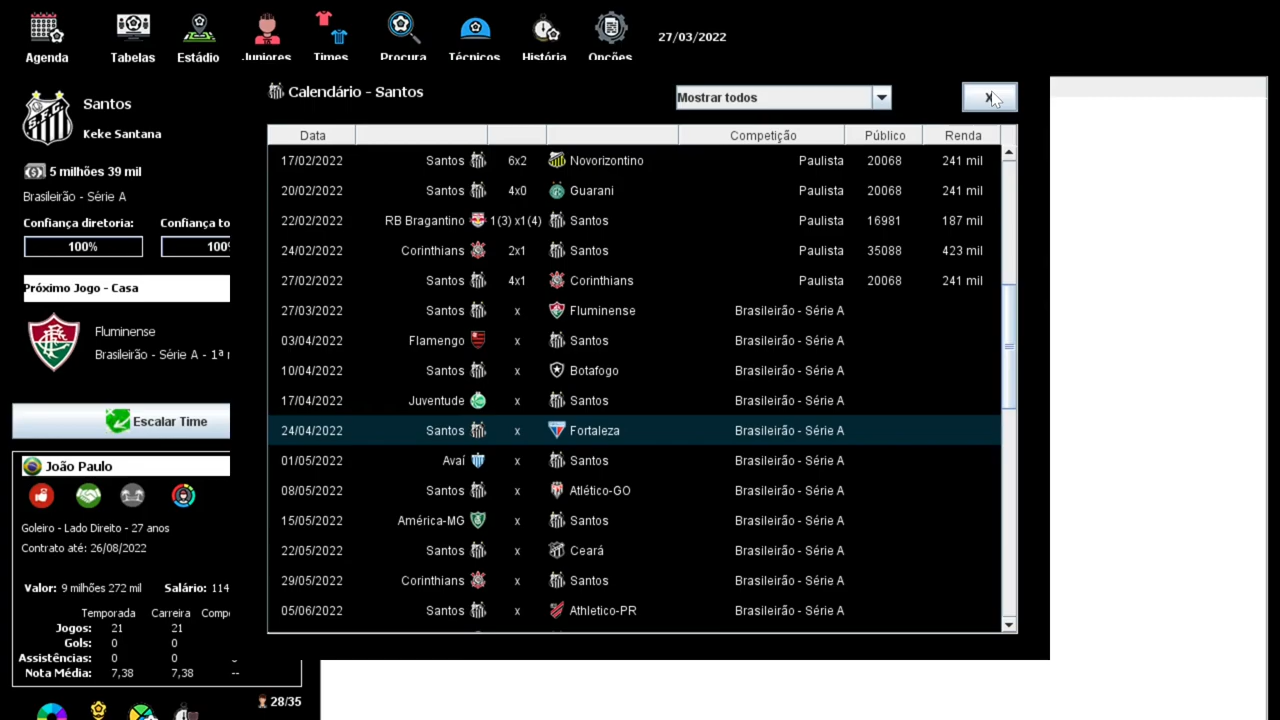 Agenda Tabelas Estádio Juniores Times Procura Técnicos História Opções 27/03/2022
Santos
Keke Santana
5 milhões 39 mil
Brasileirão - Série A
Confiança diretoria: Confiança to
100% 100%
Próximo Jogo - Casa
Fluminense
Brasileirão - Série A - 1ª
Escalar Time
João Paulo
Goleiro - Lado Direito - 27 anos
Contrato até: 26/08/2022
Valor: 9 milhões 272 mil Salário: 114
Temporada Carreira Comp
Jogos: 21 21
Gols: 0 0
Assistências: 0 0
Nota Média: 7,38 7,38 --
28/35
Calendário - Santos Mostrar todos X
Data Competição Público Renda
17/02/2022 Santos 6x2 Novorizontino Paulista 20068 241 mil
20/02/2022 Santos 4x0 Guarani Paulista 20068 241 mil
22/02/2022 RB Bragantino 1(3) x1(4) Santos Paulista 16981 187 mil
24/02/2022 Corinthians 2x1 Santos Paulista 35088 423 mil
27/02/2022 Santos 4x1 Corinthians Paulista 20068 241 mil
27/03/2022 Santos x Fluminense Brasileirão - Série A
03/04/2022 Flamengo x Santos Brasileirão - Série A
10/04/2022 Santos x Botafogo Brasileirão - Série A
17/04/2022 Juventude x Santos Brasileirão - Série A
24/04/2022 Santos x Fortaleza Brasileirão - Série A
01/05/2022 Avaí x Santos Brasileirão - Série A
08/05/2022 Santos x Atlético-GO Brasileirão - Série A
15/05/2022 América-MG x Santos Brasileirão - Série A
22/05/2022 Santos x Ceará Brasileirão - Série A
29/05/2022 Corinthians x Santos Brasileirão - Série A
05/06/2022 Santos x Athletico-PR Brasileirão - Série A